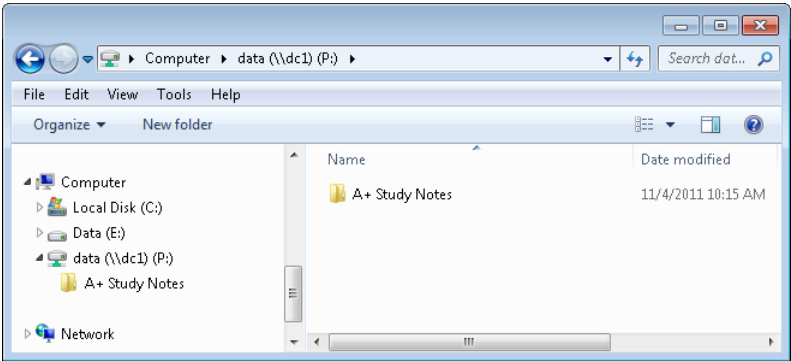 Computer data (\\dc1) (P:) Search dat...
File Edit View Tools Help
Organize New folder
Name Date modified
Computer
Local Disk (C:)
Data (E:)
data (\\dc1) (P:)
A+ Study Notes
Network
A+ Study Notes 11/4/2011 10:15 AM